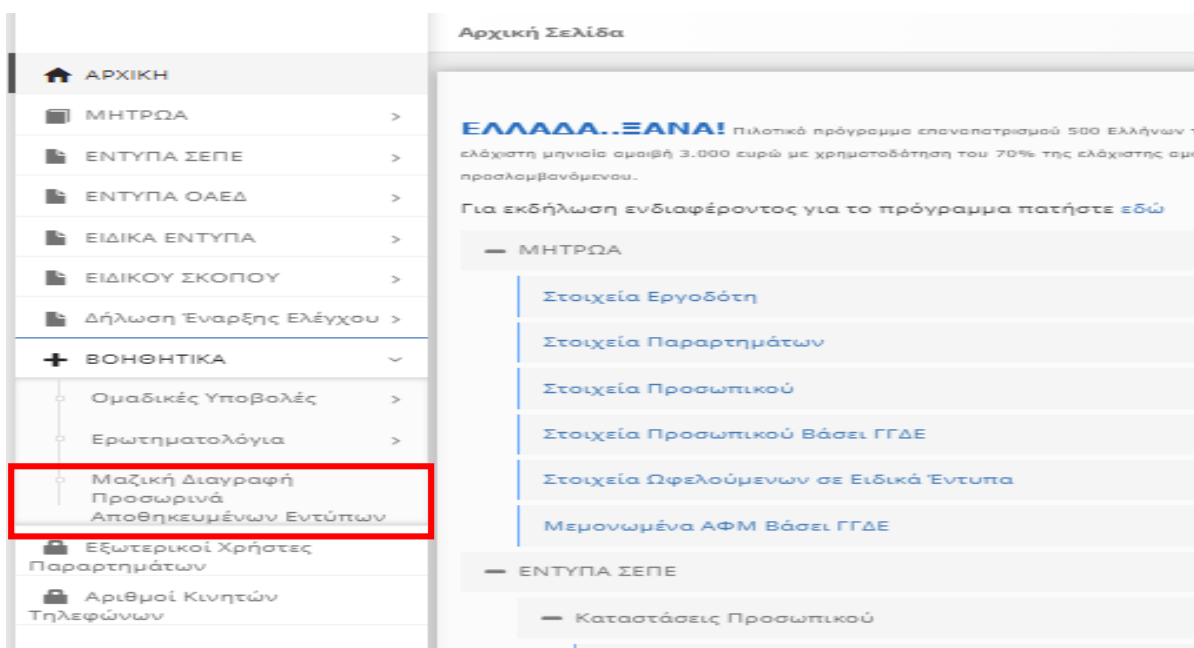 Αρχική Σελίδα
ΑΡΧΙΚΗ
ΜΗΤΡΩΑ >
ΕΝΤΥΠΑ ΣΕΠΕ >
ΕΝΤΥΠΑ ΟΑΕΔ >
ΕΙΔΙΚΑ ΕΝΤΥΠΑ >
ΕΙΔΙΚΟΥ ΣΚΟΠΟΥ >
Δήλωση Έναρξης Ελέγχου >
ΒΟΗΘΗΤΙΚΑ
Ομαδικές Υποβολές >
Ερωτηματολόγια >
Μαζική Διαγραφή
Προσωρινά
Αποθηκευμένων Εντύπων
Εξωτερικοί Χρήστες
Παραρτημάτων
Αριθμοί Κινητών
Τηλεφώνων
ΕΛΛΑΔΑ..ΞΑΝΑ! Πιλοτικό πρόγραμμα επαναπατρισμού 500 Ελλήνων
ελάχιστη μηνιαία αμοιβή 3.000 ευρώ με χρηματοδότηση του 70% της ελάχιστης
προσλαμβανόμενου.
Για εκδήλωση ενδιαφέροντος για το πρόγραμμα πατήστε εδώ
ΜΗΤΡΩΑ
Στοιχεία Εργοδότη
Στοιχεία Παραρτημάτων
Στοιχεία Προσωπικού
Στοιχεία Προσωπικού Βάσει ΓΓΔΕ
Στοιχεία Ωφελούμενων σε Ειδικά Έντυπα
Μεμονωμένα ΑΦΜ Βάσει ΓΓΔΕ
ΕΝΤΥΠΑ ΣΕΠΕ
Καταστάσεις Προσωπικού